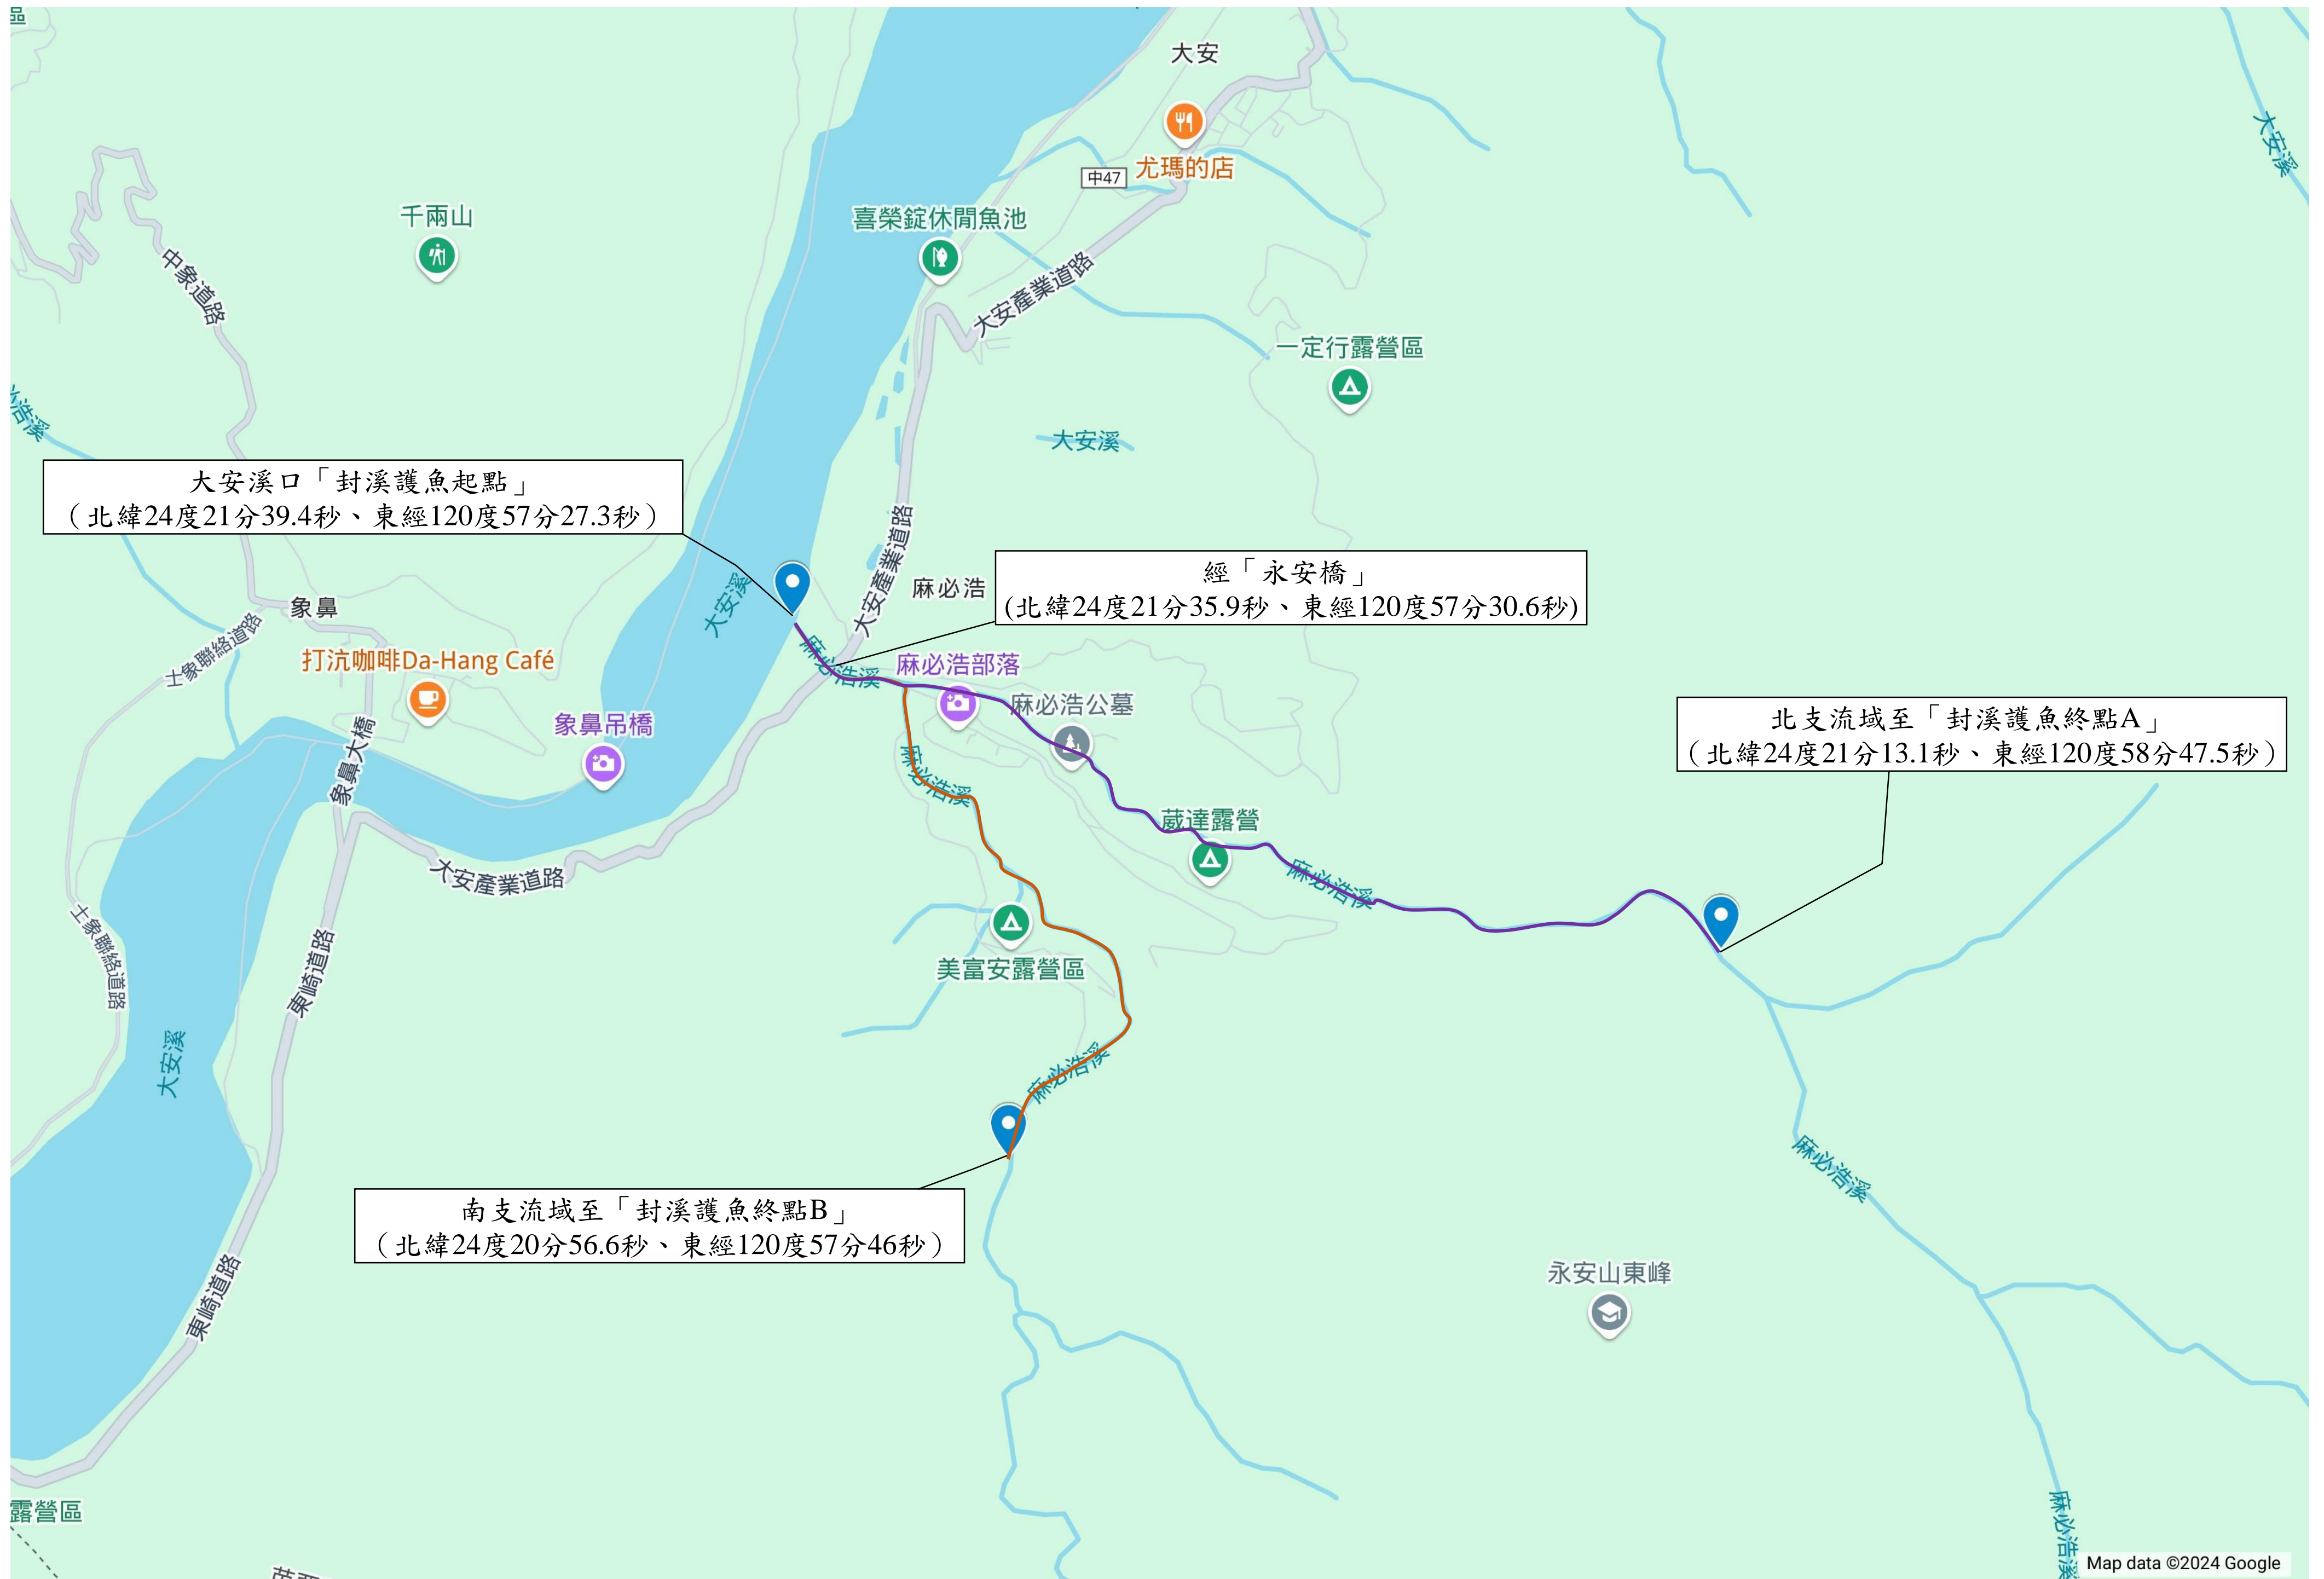 區
大安
大安溪
尤瑪的店
中47
千兩山
喜榮錠休閒魚池
中象道路
大安產業道路
一定行露營區
必浩溪
大安溪
大安溪口「封溪護魚起點」
（北緯24度21分39.4秒、東經120度57分27.3秒）
大安產業道路
經「永安橋」
(北緯24度21分35.9秒、東經120度57分30.6秒)
麻必浩
大安溪
象鼻
士象聯絡道路
打沆咖啡Da-Hang Café
麻必浩溪
麻必浩部落
麻必浩公墓
象鼻吊橋
象鼻大橋
北支流域至「封溪護魚終點A」
（北緯24度21分13.1秒、東經120度58分47.5秒）
麻必浩溪
葳達露營
大安產業道路
麻必浩溪
士象聯絡道路
東崎道路
美富安露營區
大安溪
麻必浩溪
麻必浩溪
南支流域至「封溪護魚終點B」
（北緯24度20分56.6秒、東經120度57分46秒）
永安山東峰
東崎道路
露營區
麻必浩溪
Map data ©2024 Google